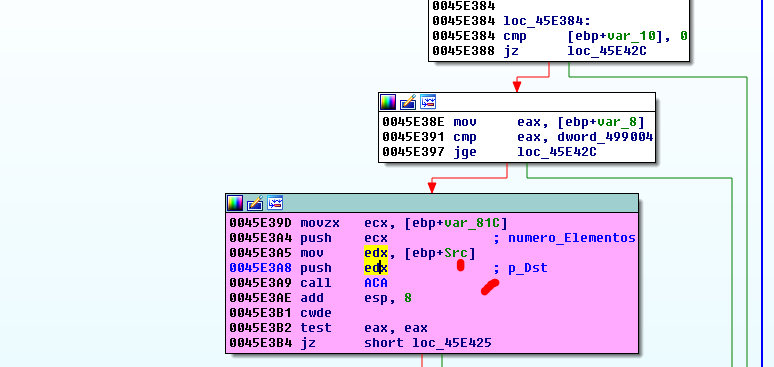 0045E384
0045E384 loc_45E384:
0045E384 cmp [ebp+var_10], 0
0045E388 jz loc_45E42C
0045E38E mov eax, [ebp+var_8]
0045E391 cmp eax, dword_499004
0045E397 jge loc_45E42C
0045E39D movzx ecx, [ebp+var_81C]
0045E3A4 push ecx ; numero_Elementos
0045E3A5 mov edx, [ebp+Src]
0045E3A8 push edx ; p_Dst
0045E3A9 call ACA
0045E3AE add esp, 8
0045E3B1 cwde
0045E3B2 test eax, eax
0045E3B4 jz short loc_45E425